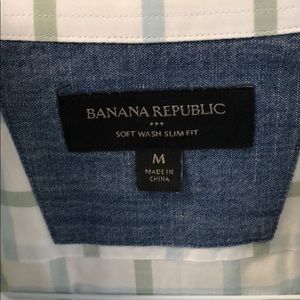 BANANA REPUBLIC
SOFT WASH SLIM FIT
M
MADE IN
CHINA